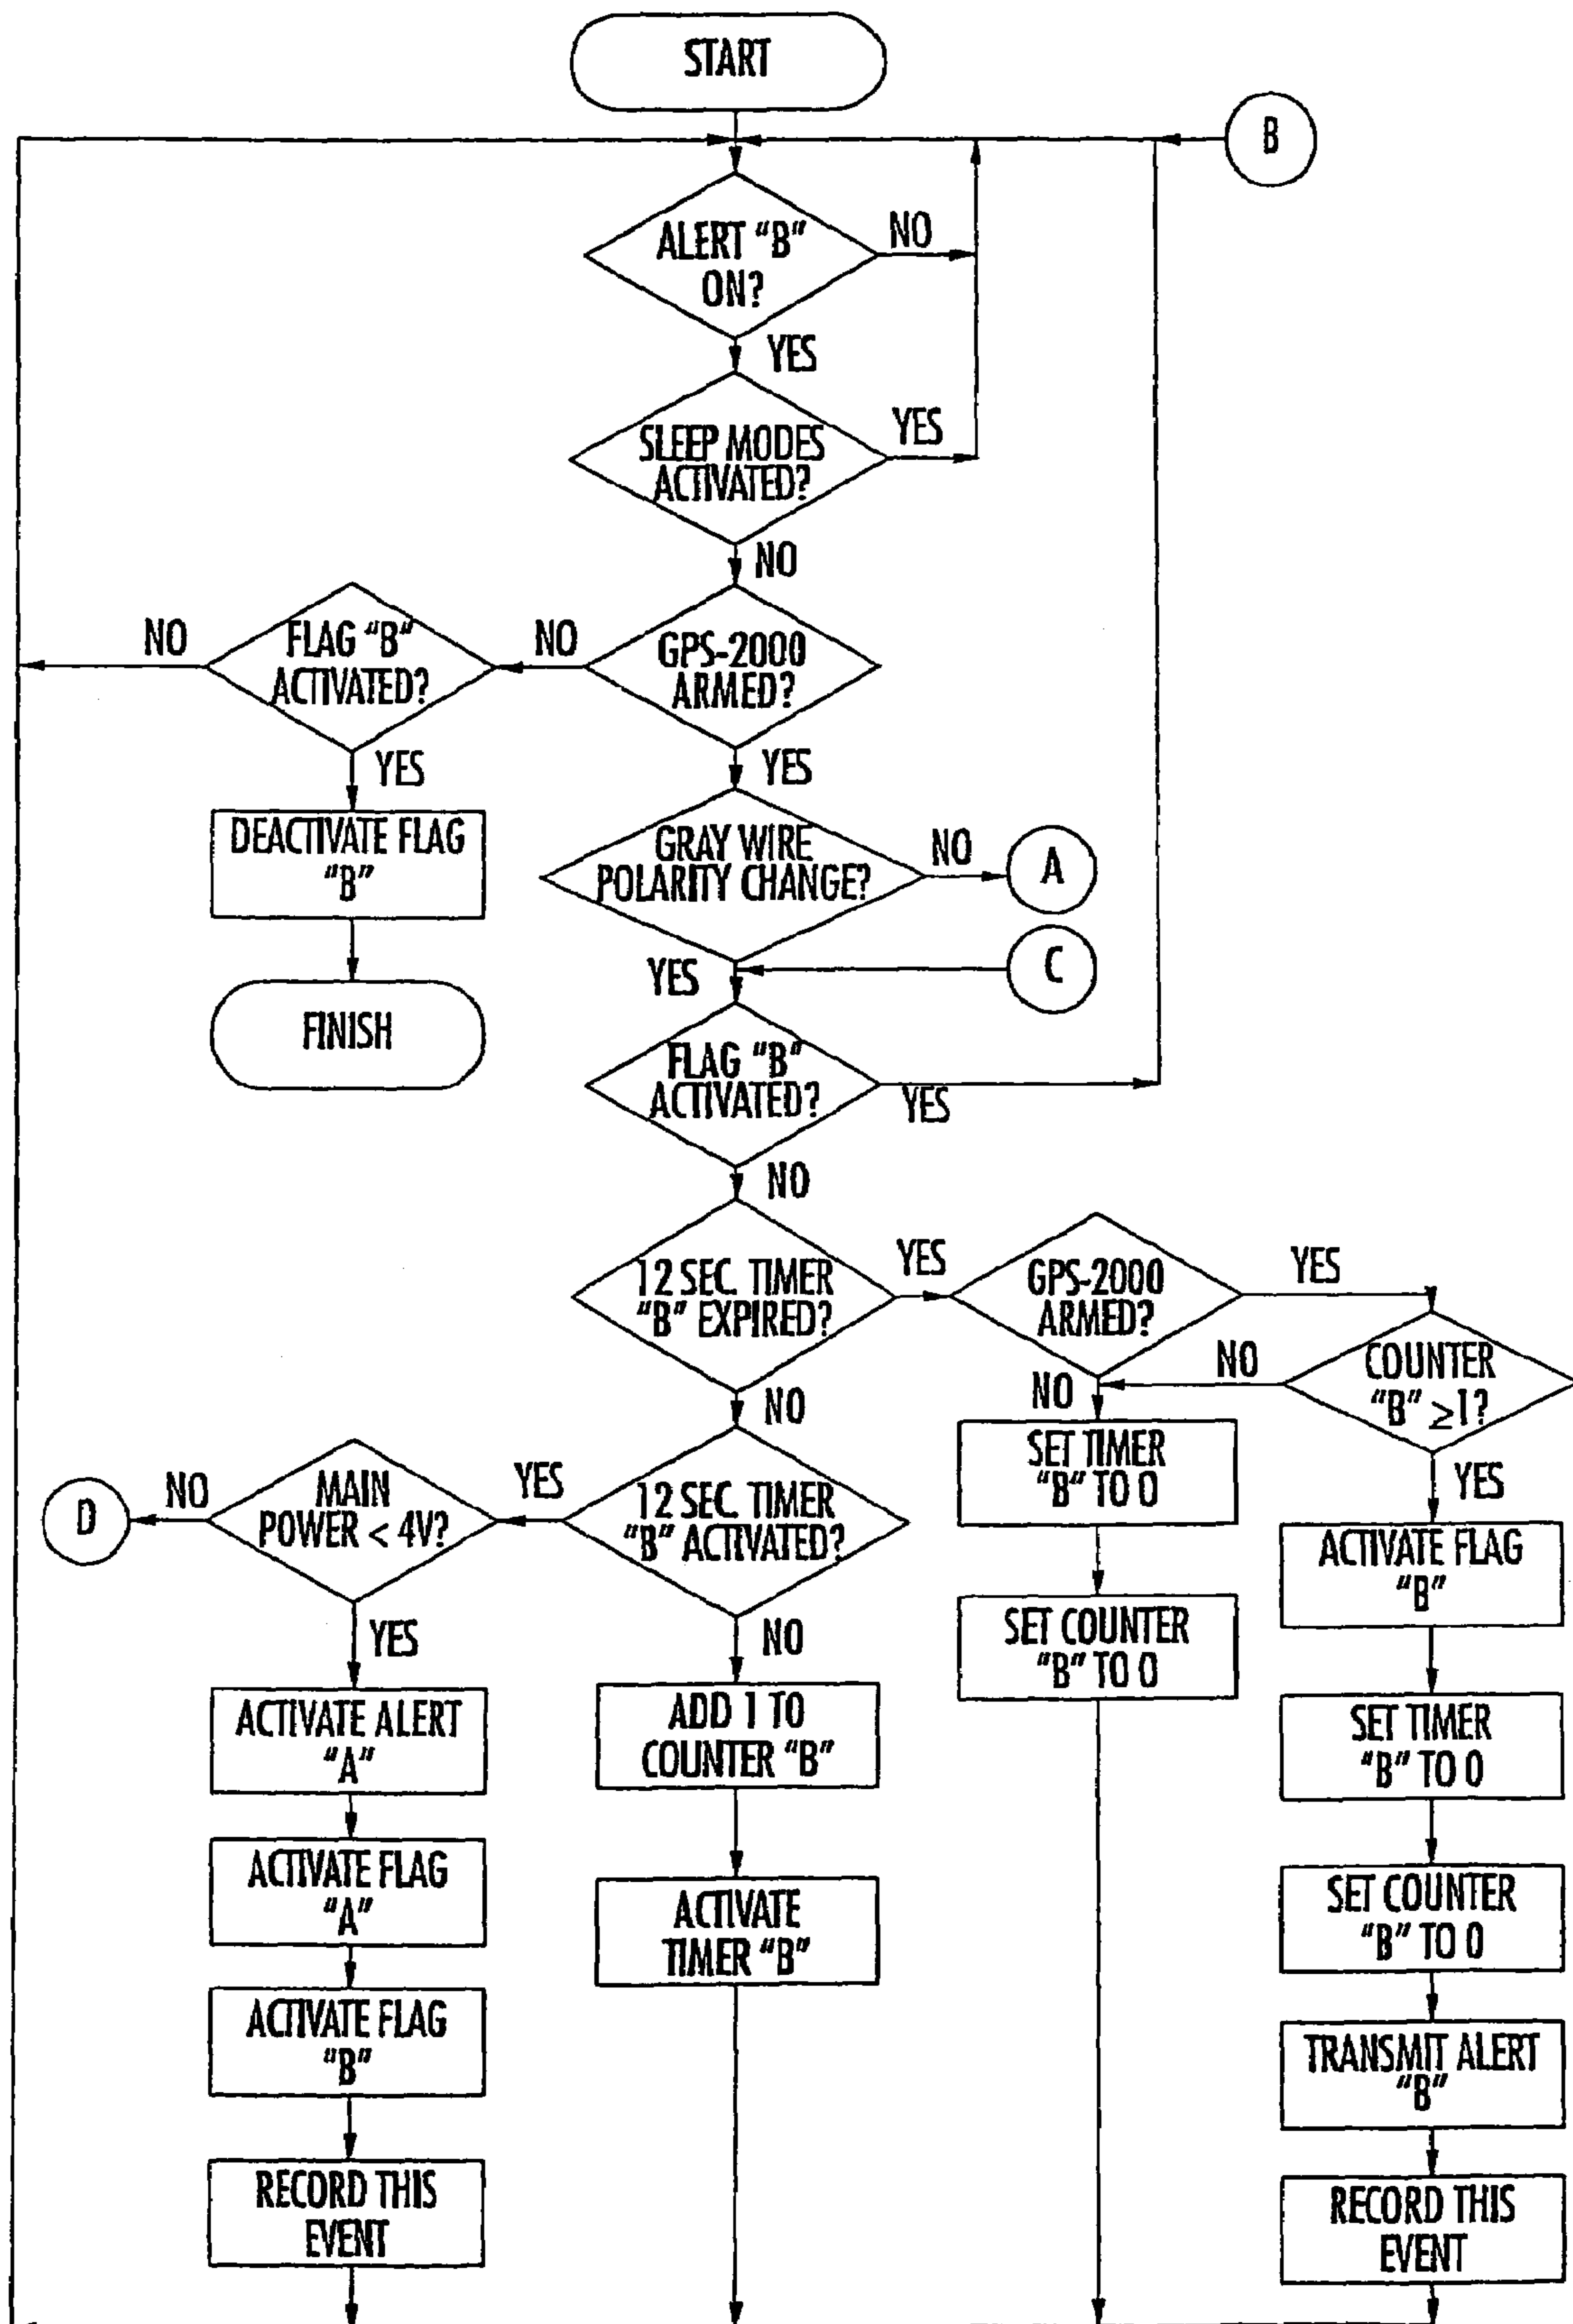 START
B
ALERT "B"
ON?
NO
YES
SLEEP MODES
ACTIVATED?
YES
NO
GPS-2000
ARMED?
NO
FLAG "B"
ACTIVATED?
NO
YES
DEACTIVATE FLAG
"B"
FINISH
YES
GRAY WIRE
POLARITY CHANGE?
NO
A
C
YES
FLAG "B"
ACTIVATED?
YES
NO
12 SEC. TIMER
"B" EXPIRED?
YES
GPS-2000
ARMED?
YES
COUNTER
"B" ≥1?
NO
NO
NO
YES
SET TIMER
"B" TO 0
SET COUNTER
"B" TO 0
12 SEC. TIMER
"B" ACTIVATED?
YES
MAIN
POWER < 4V?
NO
D
YES
ACTIVATE ALERT
"A"
ACTIVATE FLAG
"A"
ACTIVATE FLAG
"B"
RECORD THIS
EVENT
NO
ADD 1 TO
COUNTER "B"
ACTIVATE
TIMER "B"
ACTIVATE FLAG
"B"
SET TIMER
"B" TO 0
SET COUNTER
"B" TO 0
TRANSMIT ALERT
"B"
RECORD THIS
EVENT